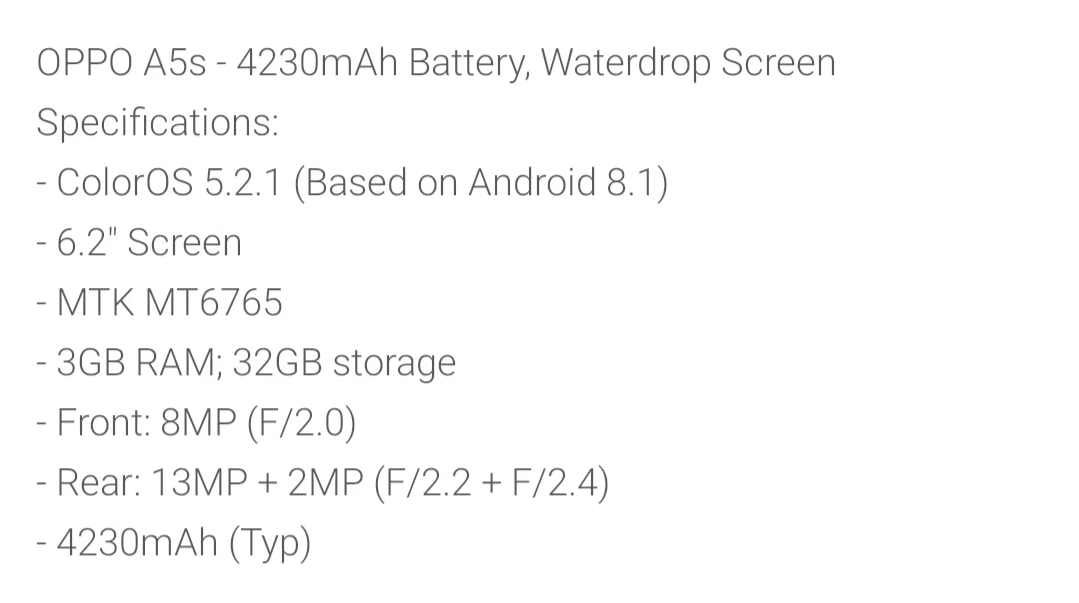 OPPO A5s - 4230mAh Battery, Waterdrop Screen
Specifications:
- ColorOS 5.2.1 (Based on Android 8.1)
- 6.2" Screen
- MTK MT6765
- 3GB RAM; 32GB storage
- Front: 8MP (F/2.0)
- Rear: 13MP + 2MP (F/2.2 + F/2.4)
- 4230mAh (Typ)